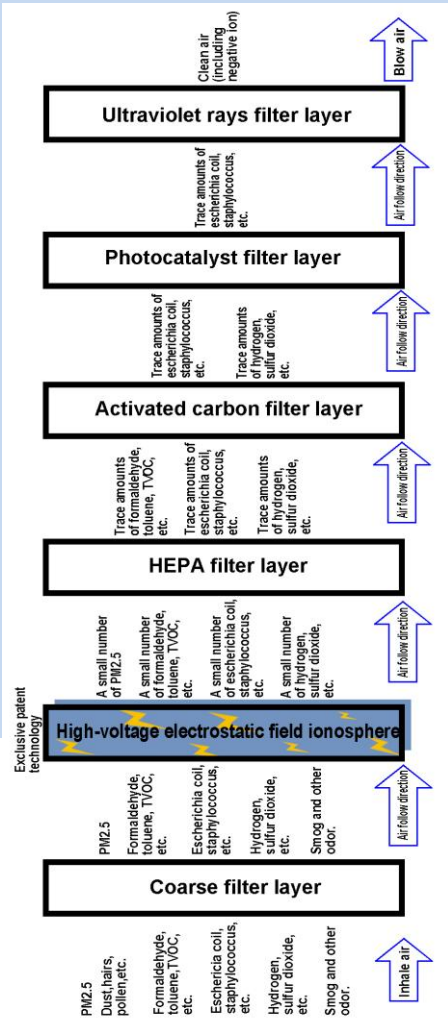 Clean air
(including
negative ion)
Blow air
Ultraviolet rays filter layer
Trace amounts of
escherichia coil,
staphylococcus,
etc.
Air follow direction
Photocatalyst filter layer
Trace amounts of
escherichia coil,
staphylococcus,
etc.
Trace amounts
of hydrogen,
sulfur dioxide,
etc.
Air follow direction
Activated carbon filter layer
Trace amounts
of formaldehyde,
toluene, TVOC,
etc.
Trace amounts of
escherichia coil,
staphylococcus,
etc.
Trace amounts
of hydrogen,
sulfur dioxide,
etc.
Air follow direction
HEPA filter layer
A small number
of PM2.5
A small number
of formaldehyde,
toluene, TVOC,
etc.
A small number
of escherichia coil,
staphylococcus,
etc.
A small number
of hydrogen,
sulfur dioxide,
etc.
Air follow direction
Exclusive patent
technology
High-voltage electrostatic field ionosphere
PM2.5
Formaldehyde,
toluene, TVOC,
etc.
Escherichia coil,
staphylococcus,
etc.
Hydrogen,
sulfur dioxide,
etc.
Smog and other
odor.
Air follow direction
Coarse filter layer
PM2.5
Dust,hairs,
pollen,etc.
Formaldehyde,
toluene,TVOC,
etc.
Eschericia coil,
staphylococcus,
etc.
Hydrogen,
sulfur dioxide,
etc.
Smog and other
odor.
Inhale air